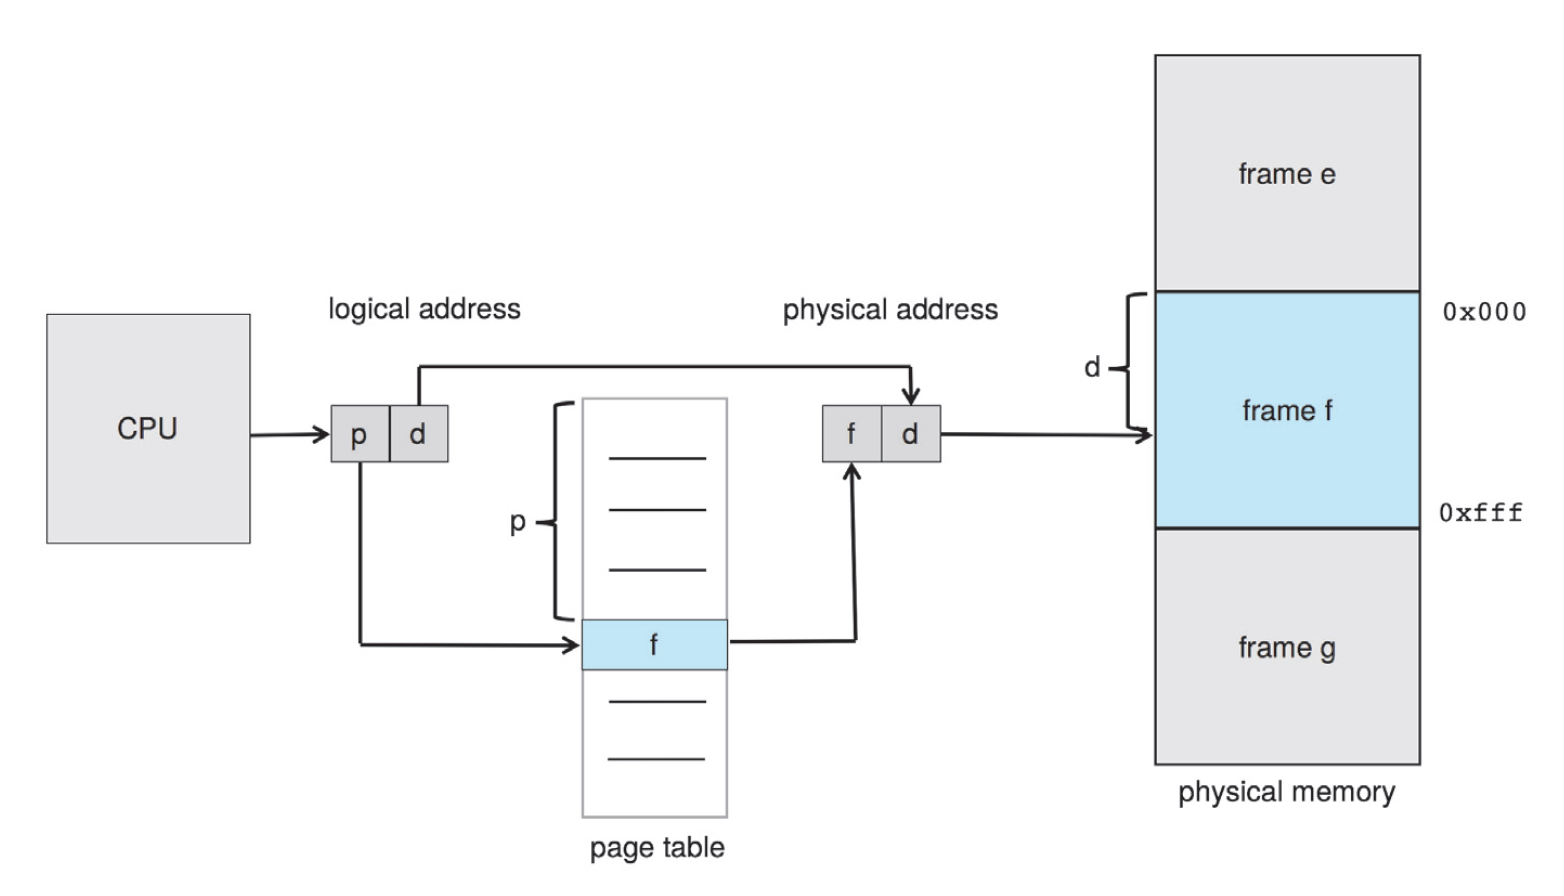 frame e
logical address
physical address
0x000
d
frame f
CPU
p
d
f
d
p
0xfff
f
frame g
physical memory
page table